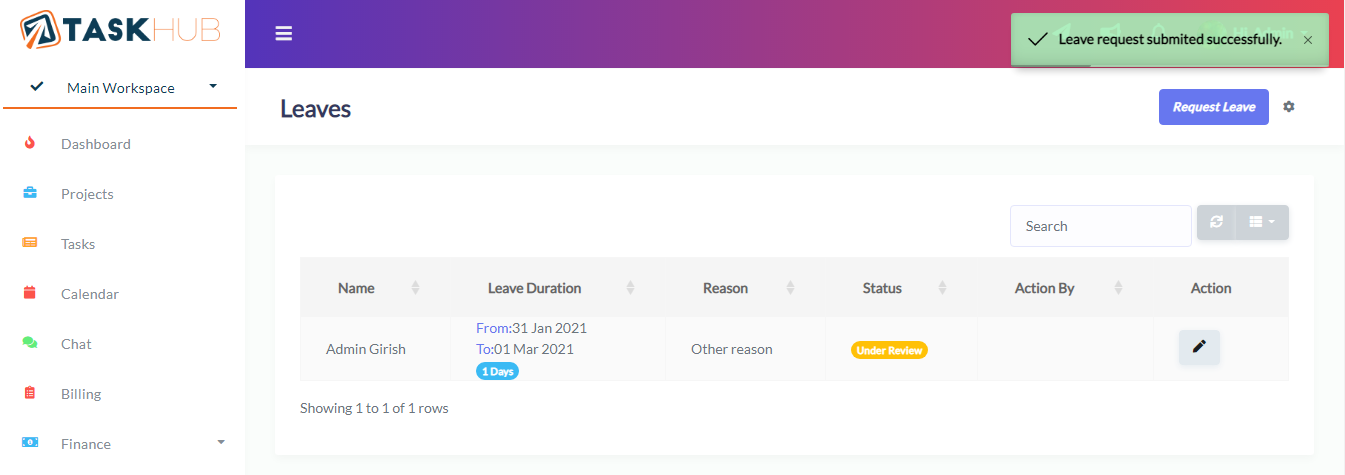 TASKHUB
Main Workspace
Dashboard
Projects
Tasks
Calendar
Chat
Billing
Finance
Leave request submited successfully. ×
Leaves
Request Leave
Search
Name Leave Duration Reason Status Action By Action
From:31 Jan 2021
Admin Girish To:01 Mar 2021 Other reason Under Review
1 Days
Showing 1 to 1 of 1 rows